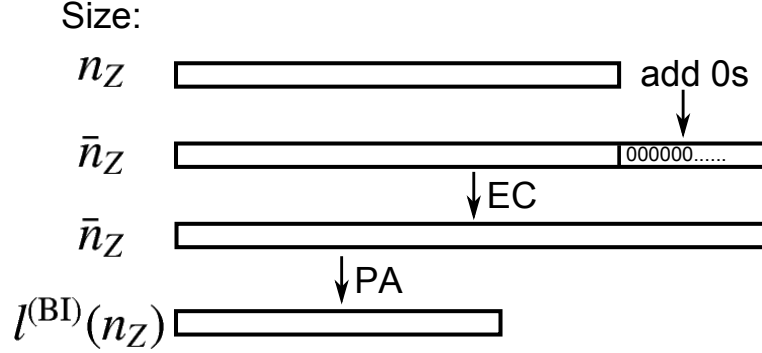 Size:
n_Z
add 0s
n̄_Z
000000......
EC
n̄_Z
PA
l^(BI)(n_Z)